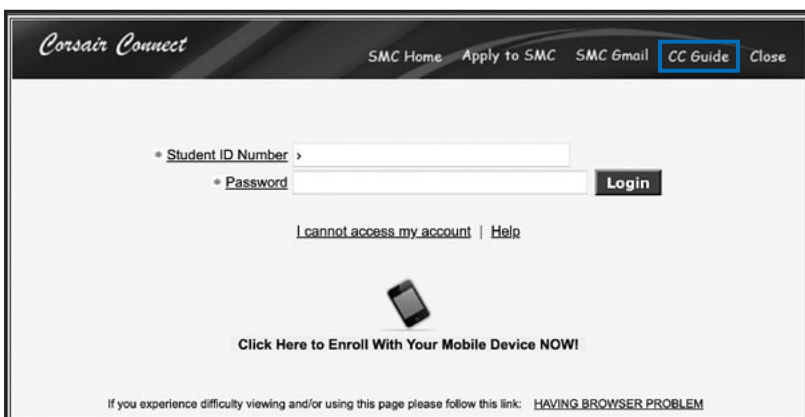 Corsair Connect
SMC Home Apply to SMC SMC Gmail CC Guide Close
* Student ID Number ›
* Password Login
I cannot access my account | Help
Click Here to Enroll With Your Mobile Device NOW!
If you experience difficulty viewing and/or using this page please follow this link: HAVING BROWSER PROBLEM